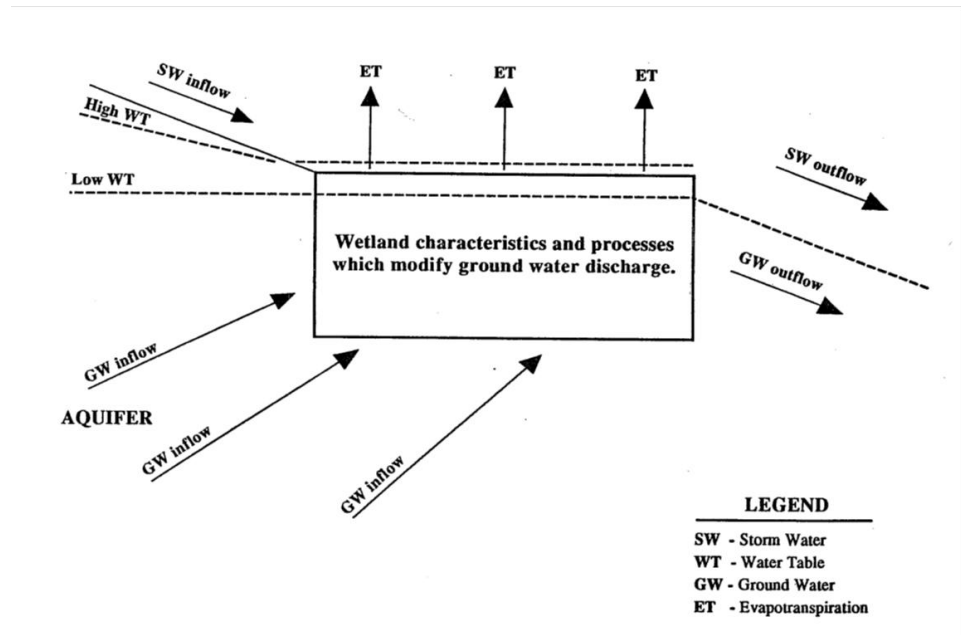 SW inflow
ET
ET
ET
High WT
Low WT
SW outflow
Wetland characteristics and processes
which modify ground water discharge.
GW outflow
GW inflow
AQUIFER
GW inflow
GW inflow
LEGEND
SW - Storm Water
WT - Water Table
GW - Ground Water
ET - Evapotranspiration